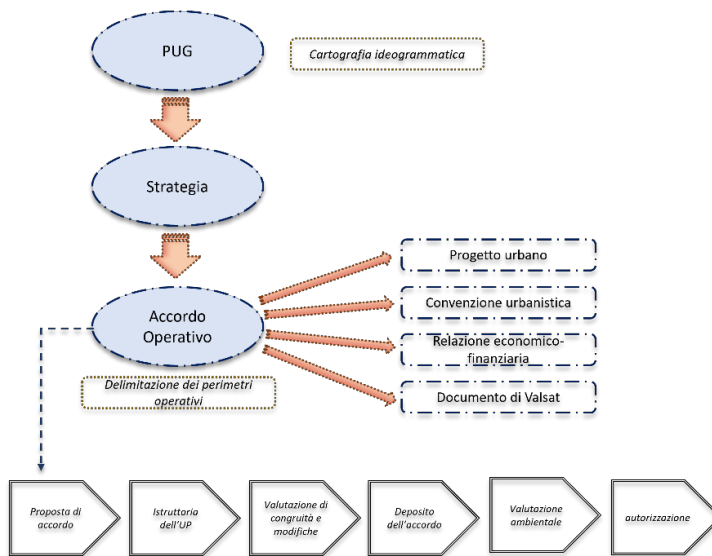 PUG
Cartografia ideogrammatica
Strategia
Progetto urbano
Convenzione urbanistica
Accordo
Operativo
Relazione economico-
finanziaria
Delimitazione dei perimetri
operativi
Documento di Valsat
Proposta di
accordo
Istruttoria
dell'UP
Valutazione di
congruità e
modifiche
Deposito
dell'accordo
Valutazione
ambientale
autorizzazione